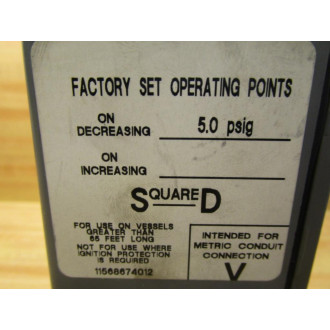 FACTORY SET OPERATING POINTS
ON DECREASING 5.0 psig
ON INCREASING
SQUARE D
FOR USE ON VESSELS
GREATER THAN
65 FEET LONG
NOT FOR USE WHERE
IGNITION PROTECTION
IS REQUIRED
11568674012
INTENDED FOR
METRIC CONDUIT
CONNECTION
V